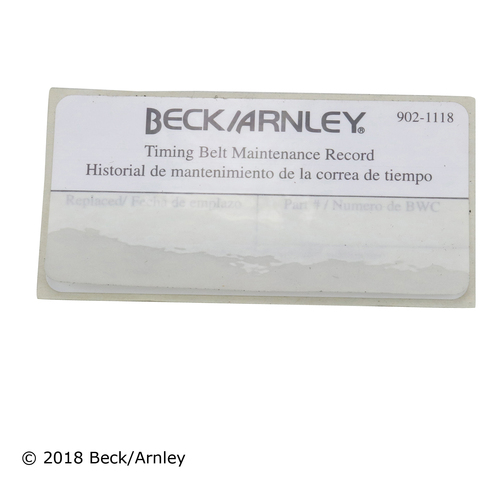 BECK/ARNLEY® 902-1118
Timing Belt Maintenance Record
Historial de mantenimiento de la correa de tiempo
Replaced/ Fecha de emplazo Part # / Numero de BWC
© 2018 Beck/Arnley